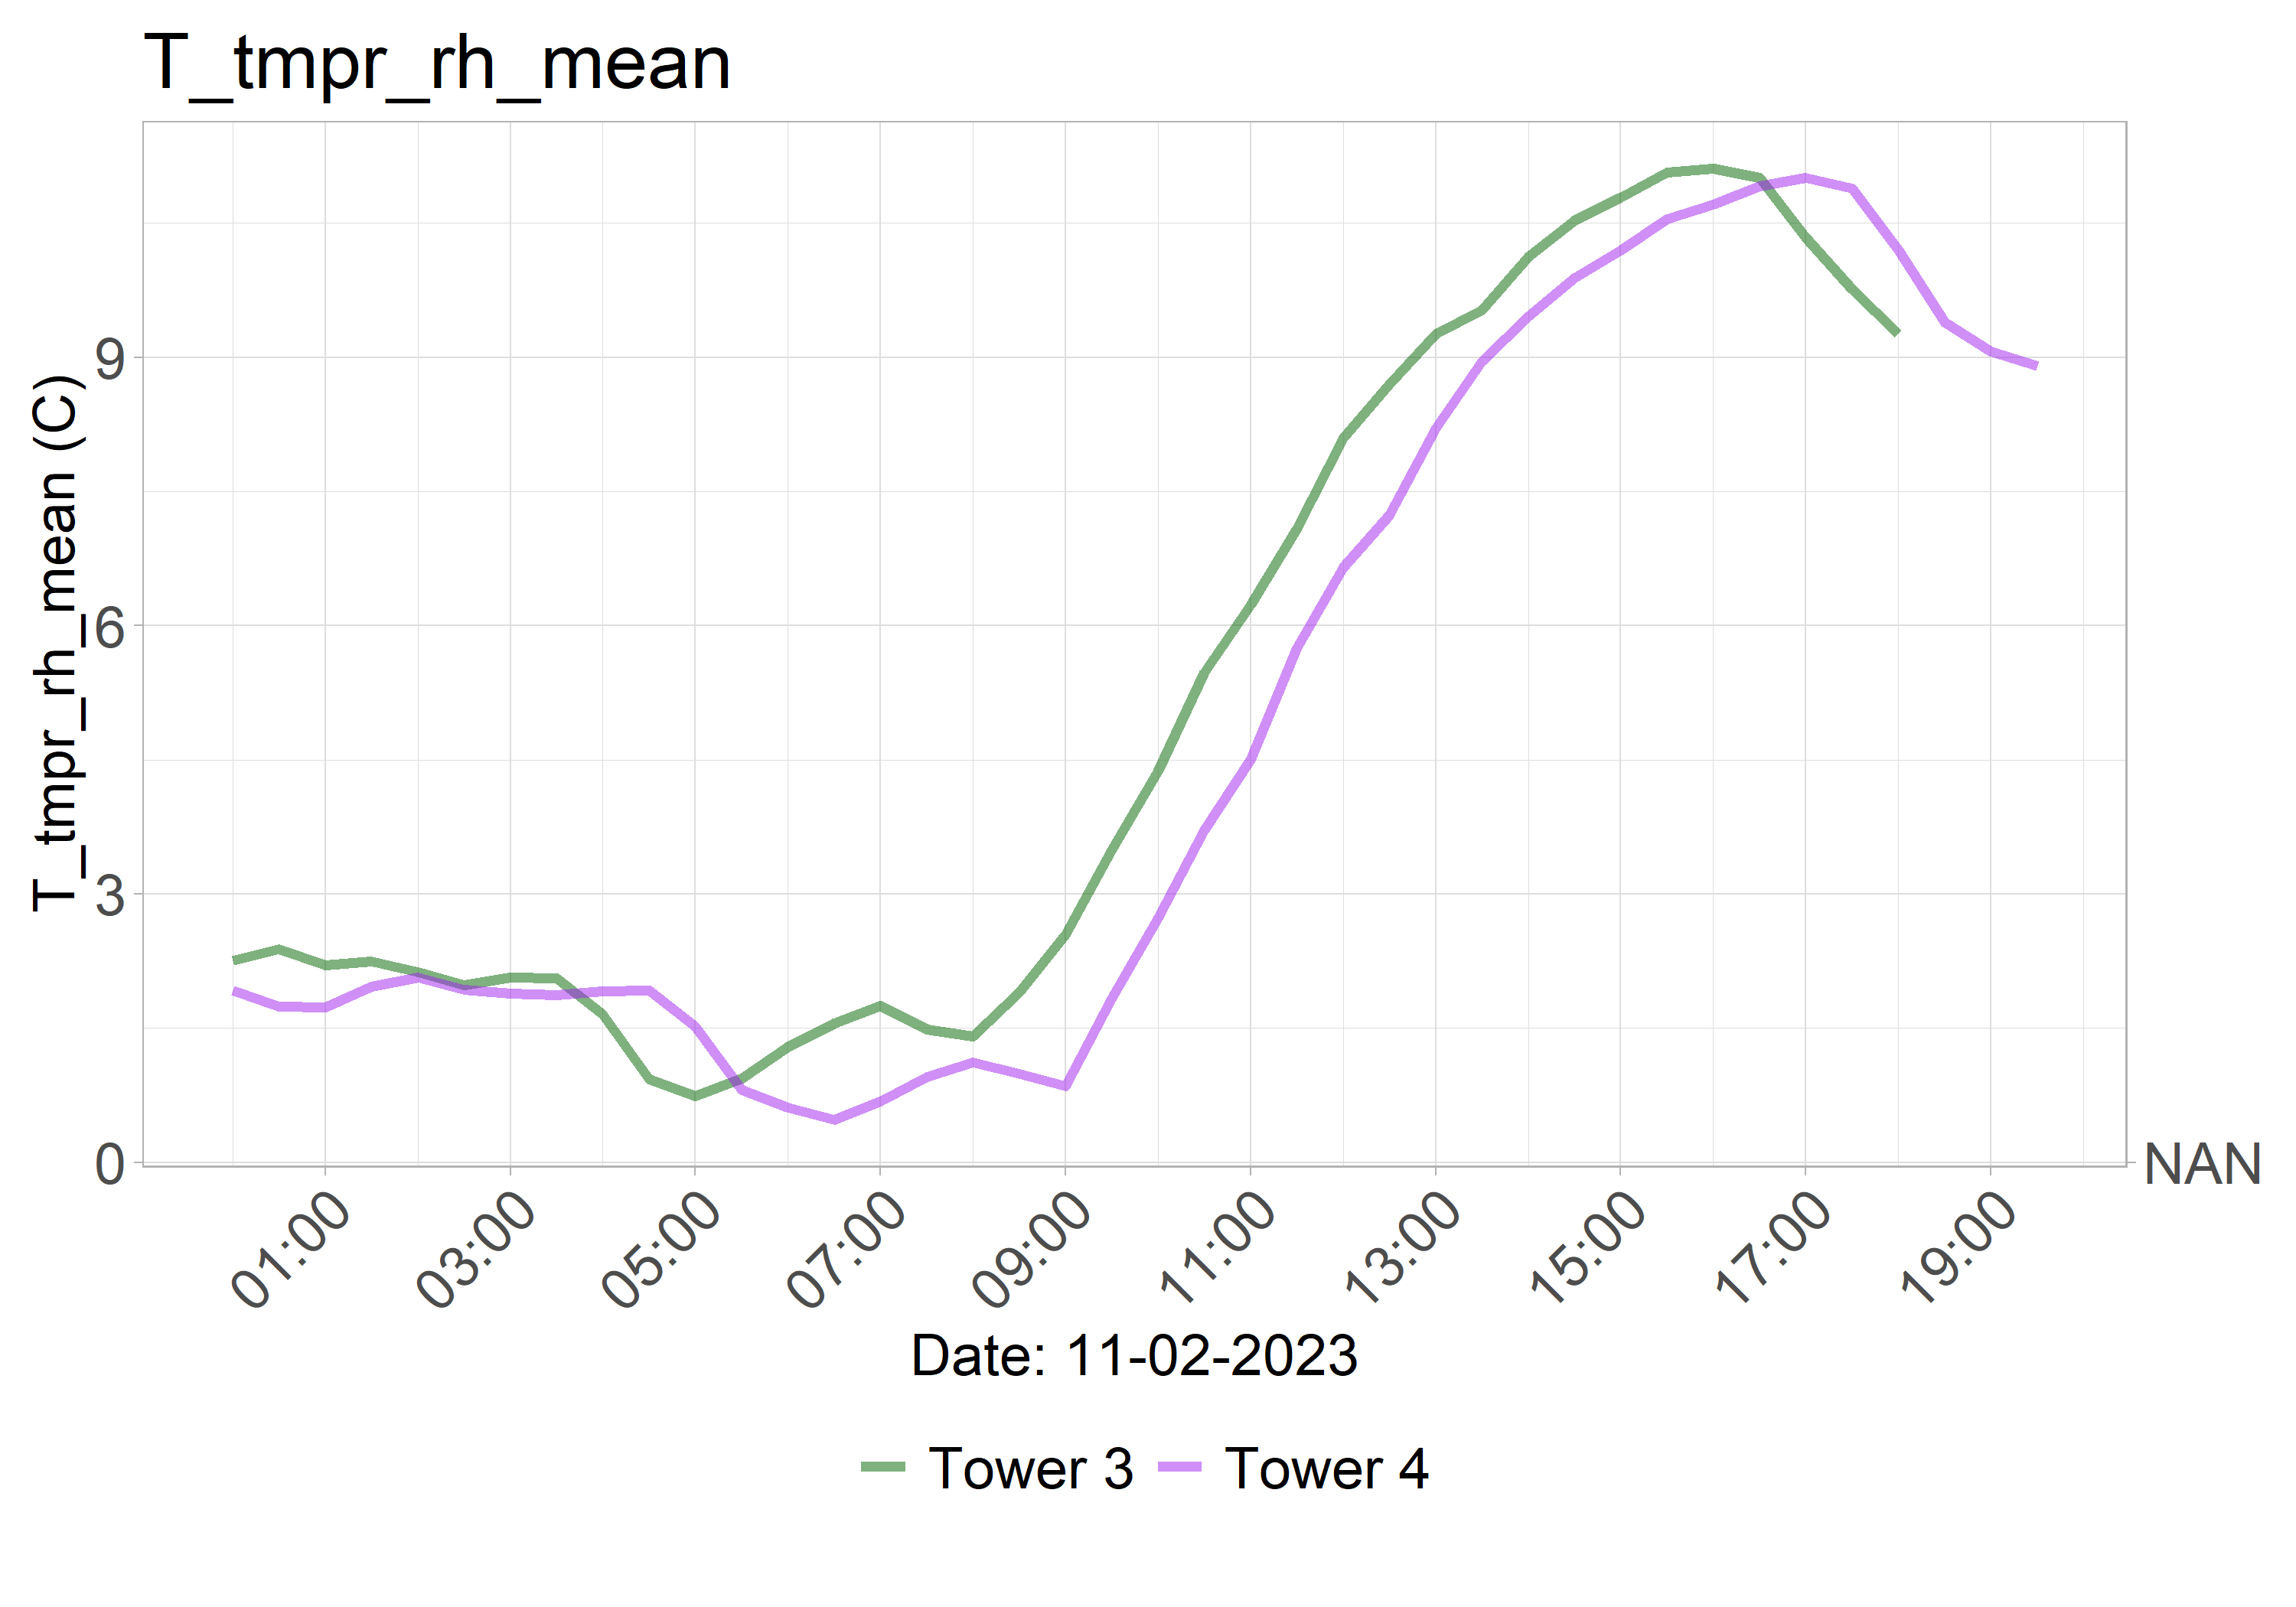 T_tmpr_rh_mean
T_tmpr_rh_mean (C)
9
6
3
0
NAN
01:00
03:00
05:00
07:00
09:00
11:00
13:00
15:00
17:00
19:00
Date: 11-02-2023
Tower 3
Tower 4